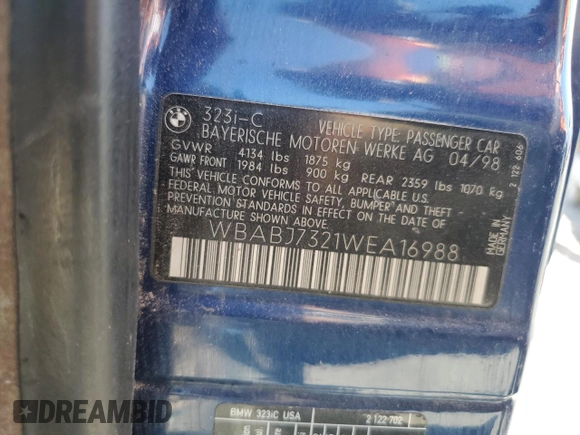 323i-C
VEHICLE TYPE: PASSENGER CAR
BAYERISCHE MOTOREN WERKE AG 04/98
GVWR 4134 lbs 1875 kg
GAWR FRONT 1984 lbs 900 kg REAR 2359 lbs 1070 kg
THIS VEHICLE CONFORMS TO ALL APPLICABLE U.S.
FEDERAL MOTOR VEHICLE SAFETY, BUMPER, AND THEFT
PREVENTION STANDARDS IN EFFECT ON THE DATE OF
MANUFACTURE SHOWN ABOVE.
WBABJ7321WEA16988
MADE IN
GERMANY
2 122 606
BMW 323iC USA 2 122 702
DREAMBID